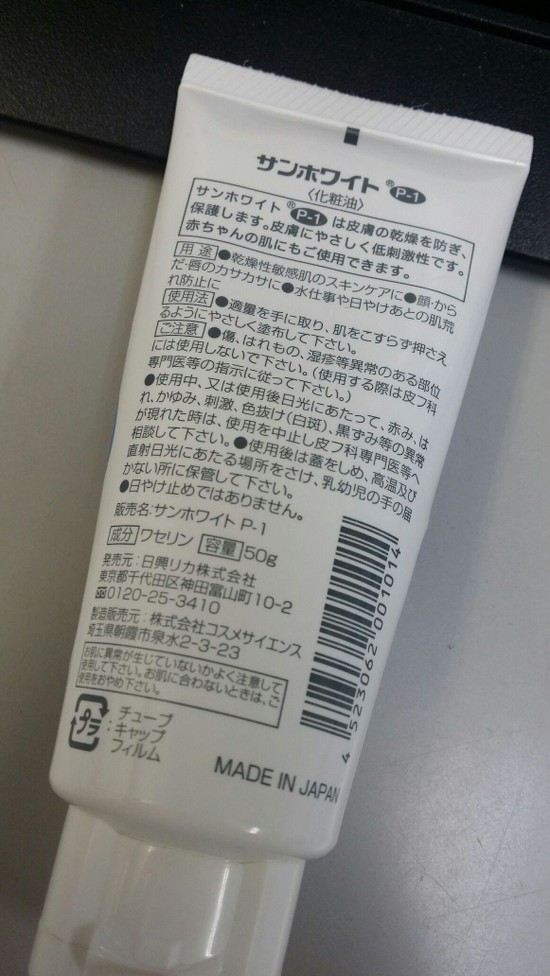 サンホワイト® P-1
〈化粧油〉
サンホワイト® P-1 は皮膚の乾燥を防ぎ、
保護します。皮膚にやさしく低刺激性です。
赤ちゃんの肌にもご使用できます。
用途 ●乾燥性敏感肌のスキンケアに●顔・から
だ・唇のカサカサに●水仕事や日やけあとの肌荒
れ防止に
使用法 ●適量を手に取り、肌をこすらず押さえ
るようにやさしく塗布して下さい。
ご注意 ●傷、はれもの、湿疹等異常のある部位
には使用しないで下さい。(使用する際は皮フ科
専門医等の指示に従って下さい。)
●使用中、又は使用後日光にあたって、赤み、は
れ、かゆみ、刺激、色抜け(白斑)、黒ずみ等の異常
が現れた時は、使用を中止し皮フ科専門医等へ
相談して下さい。●使用後は蓋をしめ、高温及び
直射日光にあたる場所をさけ、乳幼児の手の届
かない所に保管して下さい。
●日やけ止めではありません。
販売名:サンホワイト P-1
成分 ワセリン 容量 50g
発売元:日興リカ株式会社
東京都千代田区神田富山町10-2
0120-25-3410
製造販売元:株式会社コスメサイエンス
埼玉県朝霞市泉水2-3-23
お肌に異常が生じていないかよく注意して
使用して下さい。お肌に合わないときは、ご
使用をおやめ下さい。
プラ :チューブ
キャップ
フィルム
4 523062 001014
MADE IN JAPAN